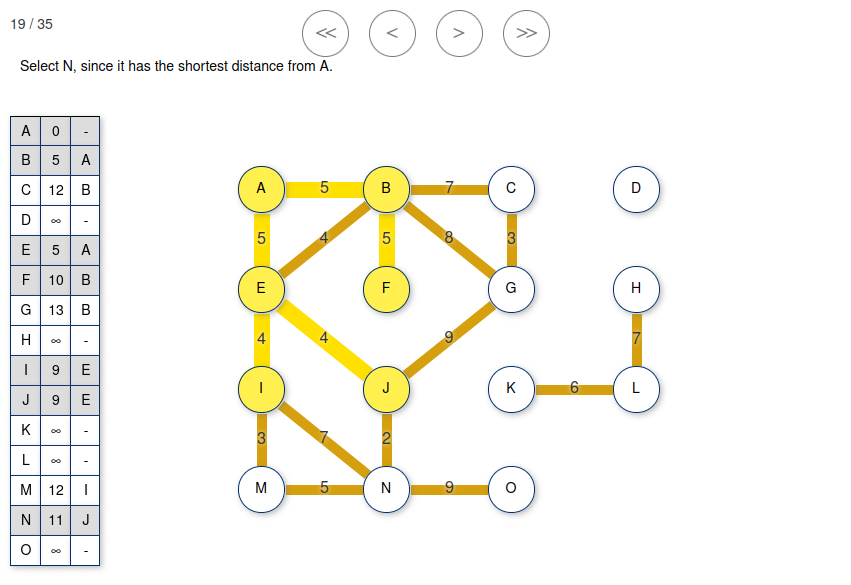 19 / 35
≪ < > ≫
Select N, since it has the shortest distance from A.
A 0 -
B 5 A
C 12 B
D ∞ -
E 5 A
F 10 B
G 13 B
H ∞ -
I 9 E
J 9 E
K ∞ -
L ∞ -
M 12 I
N 11 J
O ∞ -
A 5 B 7 C D
5 4 5 8 3
E F G H
4 4 9 7
I J K 6 L
3 7 2
M 5 N 9 O